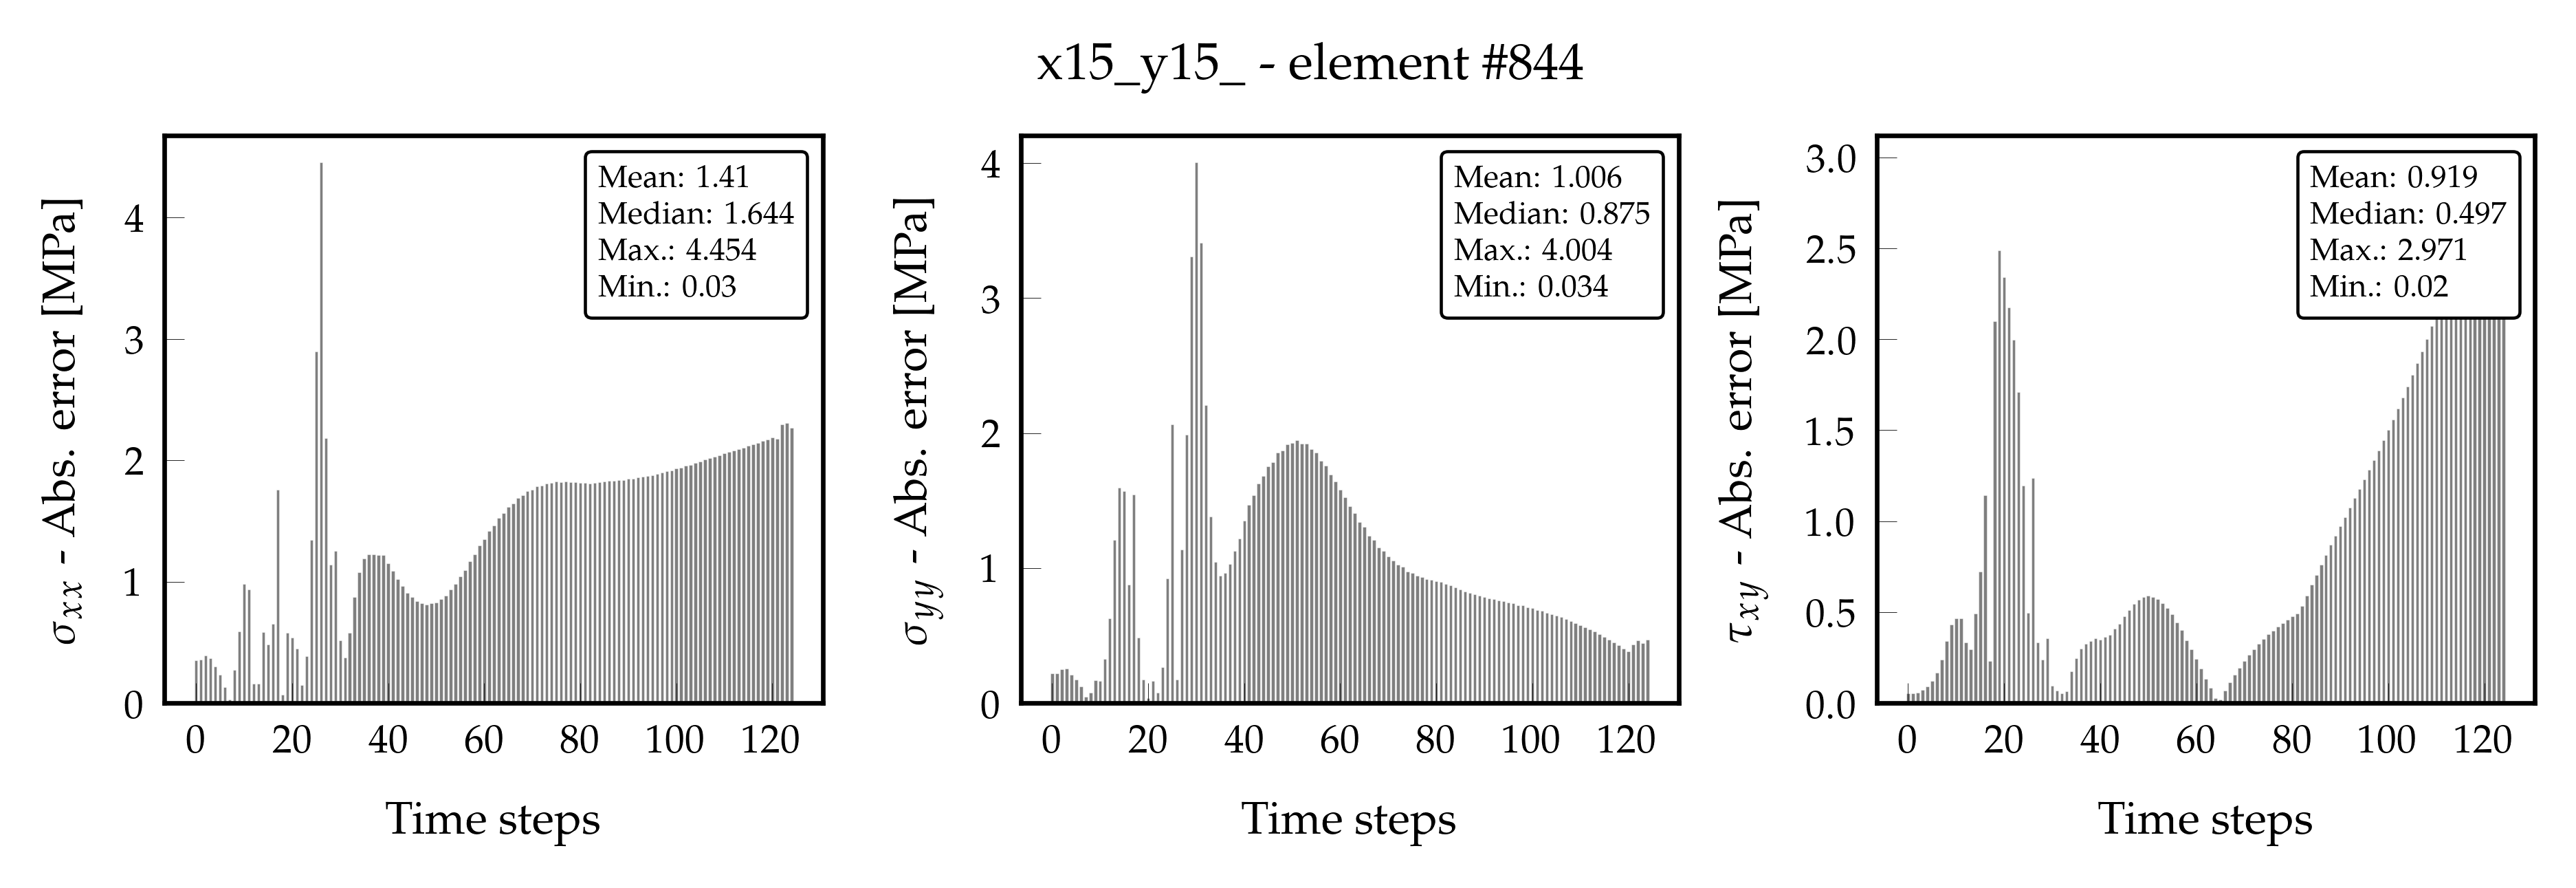 x15_y15_ - element #844
σxx - Abs. error [MPa]
4
3
2
1
0
0 20 40 60 80 100 120
Time steps
Mean: 1.41
Median: 1.644
Max.: 4.454
Min.: 0.03
σyy - Abs. error [MPa]
4
3
2
1
0
0 20 40 60 80 100 120
Time steps
Mean: 1.006
Median: 0.875
Max.: 4.004
Min.: 0.034
τxy - Abs. error [MPa]
3.0
2.5
2.0
1.5
1.0
0.5
0.0
0 20 40 60 80 100 120
Time steps
Mean: 0.919
Median: 0.497
Max.: 2.971
Min.: 0.02